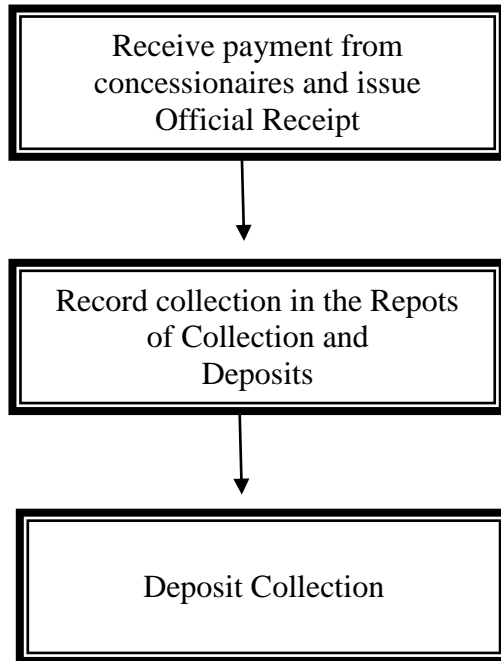 Receive payment from
concessionaires and issue
Official Receipt
Record collection in the Repots
of Collection and
Deposits
Deposit Collection